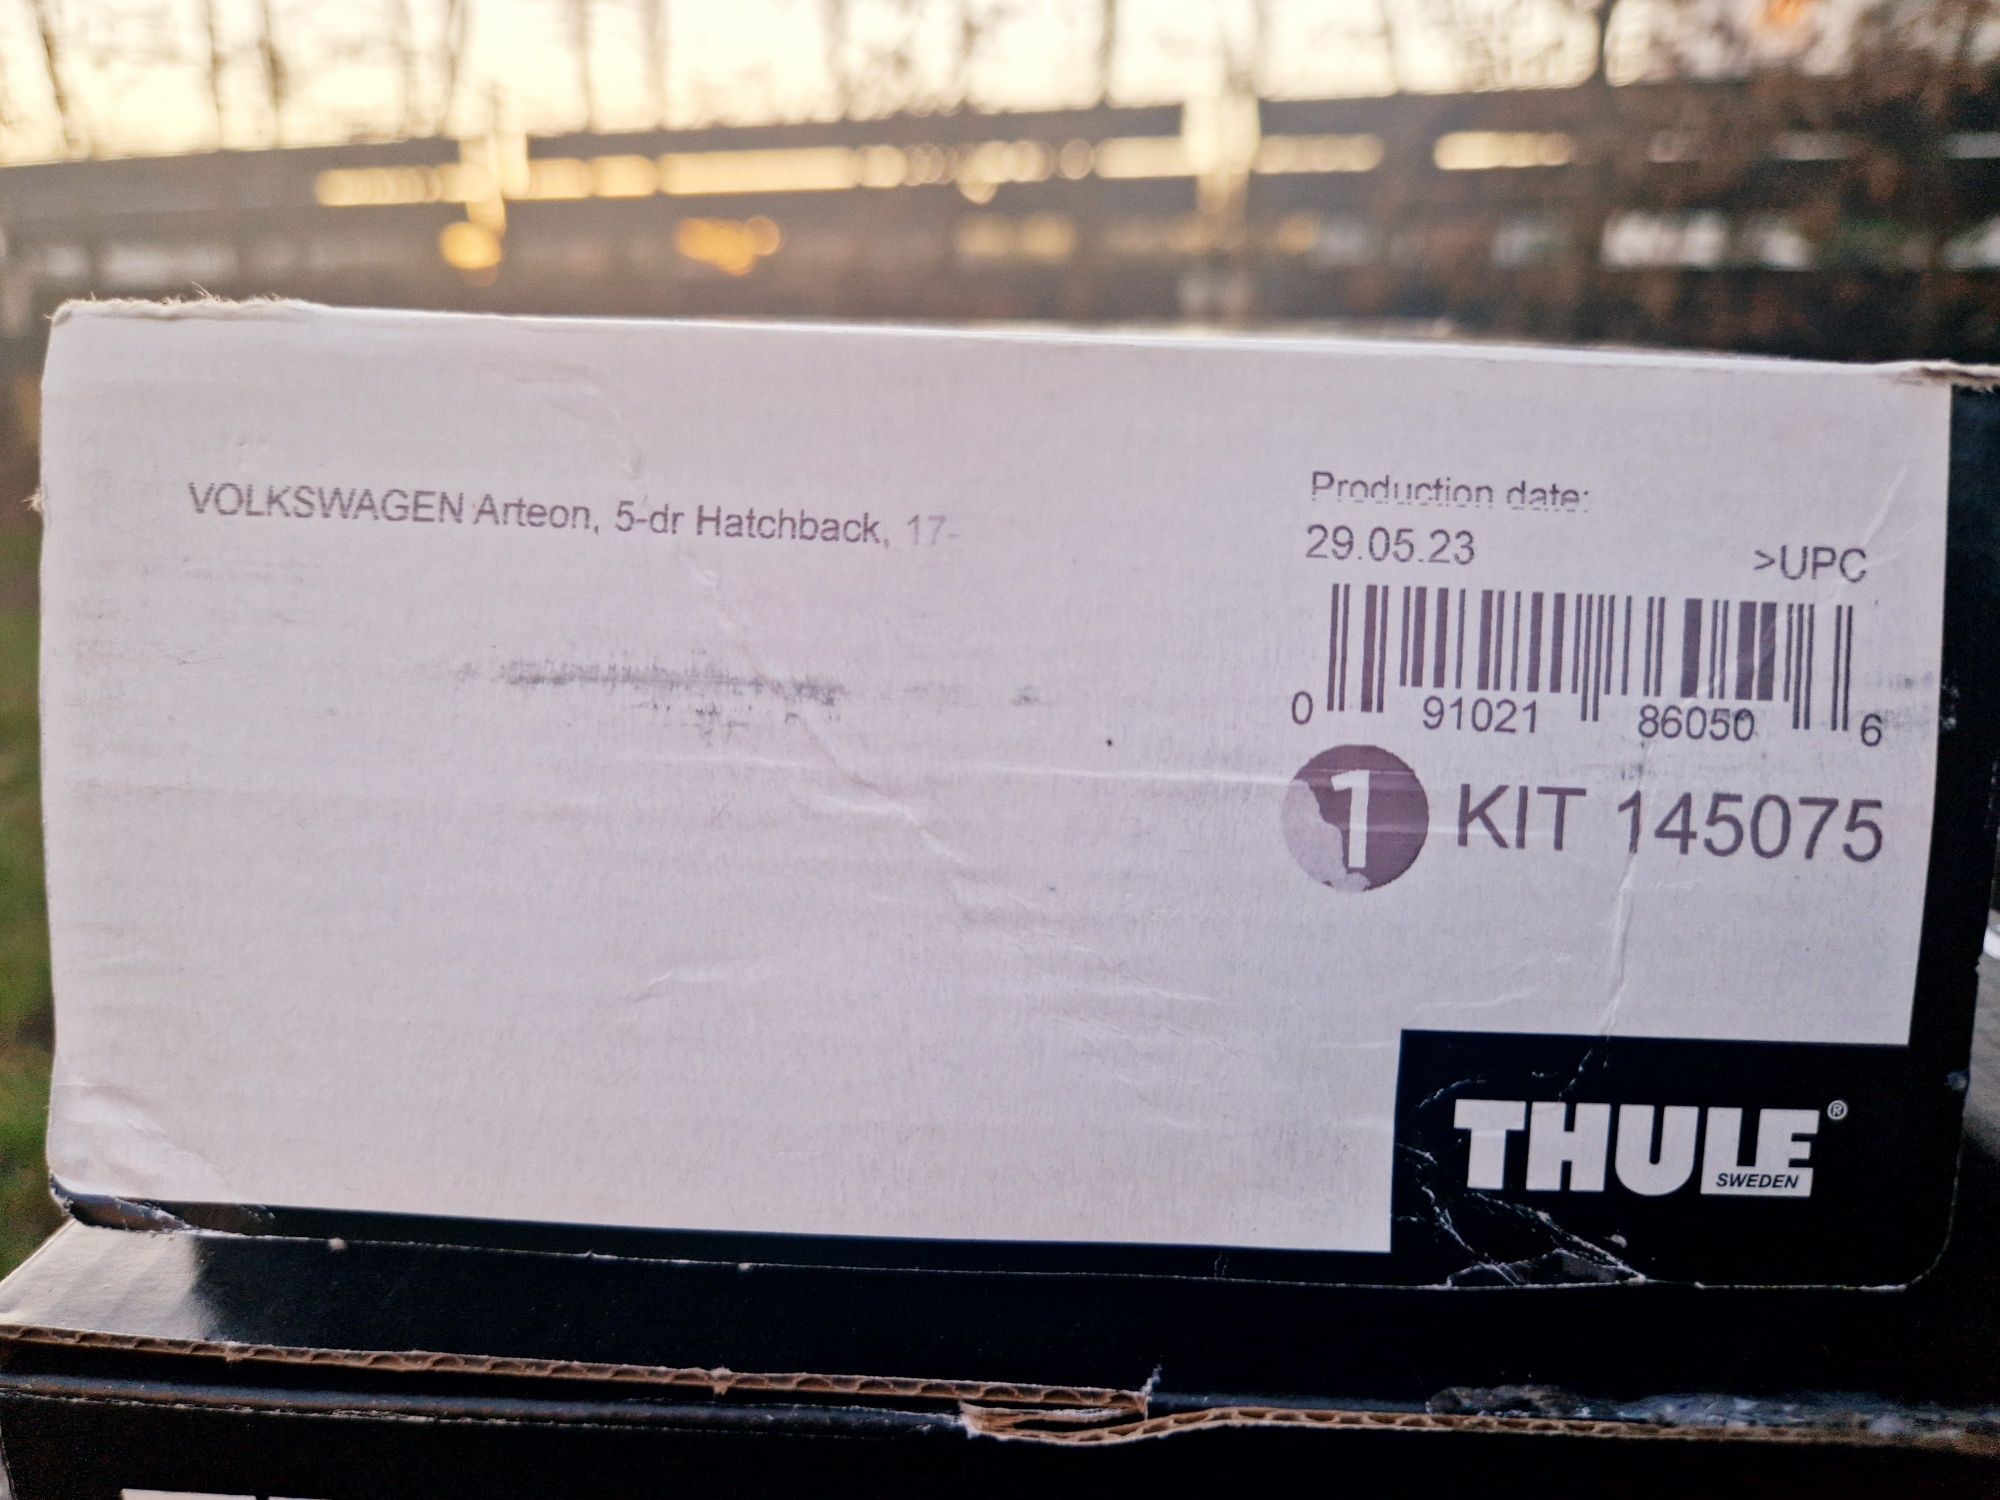 VOLKSWAGEN Arteon, 5-dr Hatchback, 17-
Production date:
29.05.23
>UPC
0 91021 86050 6
1 KIT 145075
THULE®
SWEDEN